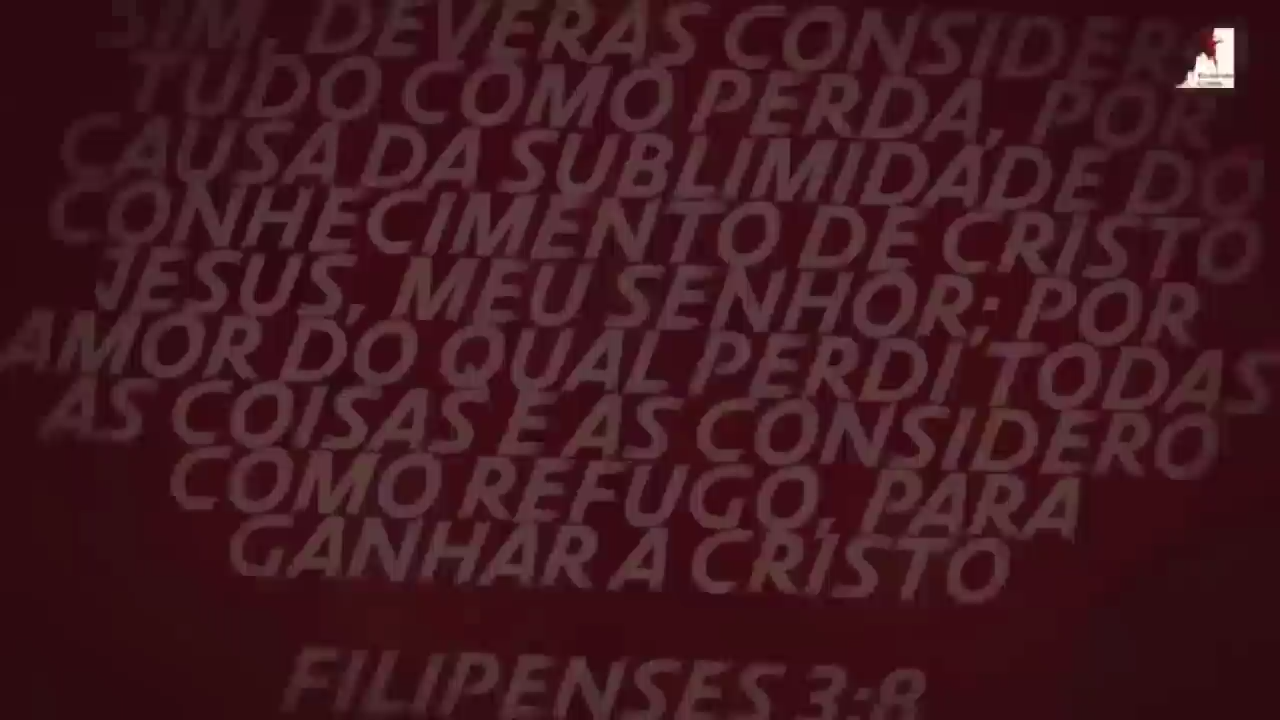 SIM, DEVERAS CONSIDERO
TUDO COMO PERDA, POR
CAUSA DA SUBLIMIDADE DO
CONHECIMENTO DE CRISTO
JESUS, MEU SENHOR; POR
AMOR DO QUAL PERDI TODAS
AS COISAS E AS CONSIDERO
COMO REFUGO, PARA
GANHAR A CRISTO
FILIPENSES 3:8